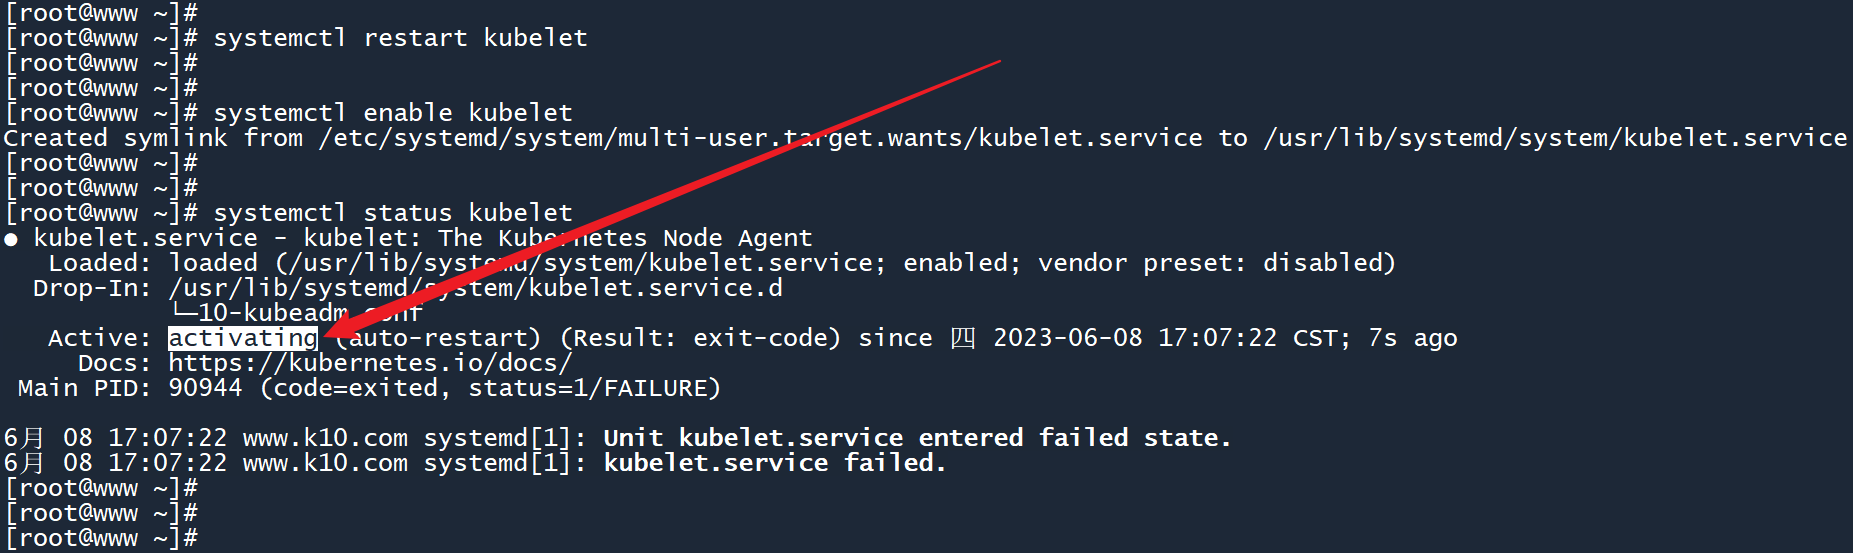 [root@www ~]#
[root@www ~]# systemctl restart kubelet
[root@www ~]#
[root@www ~]#
[root@www ~]# systemctl enable kubelet
Created symlink from /etc/systemd/system/multi-user.target.wants/kubelet.service to /usr/lib/systemd/system/kubelet.service
[root@www ~]#
[root@www ~]#
[root@www ~]# systemctl status kubelet
● kubelet.service - kubelet: The Kubernetes Node Agent
Loaded: loaded (/usr/lib/systemd/system/kubelet.service; enabled; vendor preset: disabled)
Drop-In: /usr/lib/systemd/system/kubelet.service.d
└─10-kubeadm.conf
Active: activating (auto-restart) (Result: exit-code) since 四 2023-06-08 17:07:22 CST; 7s ago
Docs: https://kubernetes.io/docs/
Main PID: 90944 (code=exited, status=1/FAILURE)
6月 08 17:07:22 www.k10.com systemd[1]: Unit kubelet.service entered failed state.
6月 08 17:07:22 www.k10.com systemd[1]: kubelet.service failed.
[root@www ~]#
[root@www ~]#
[root@www ~]#